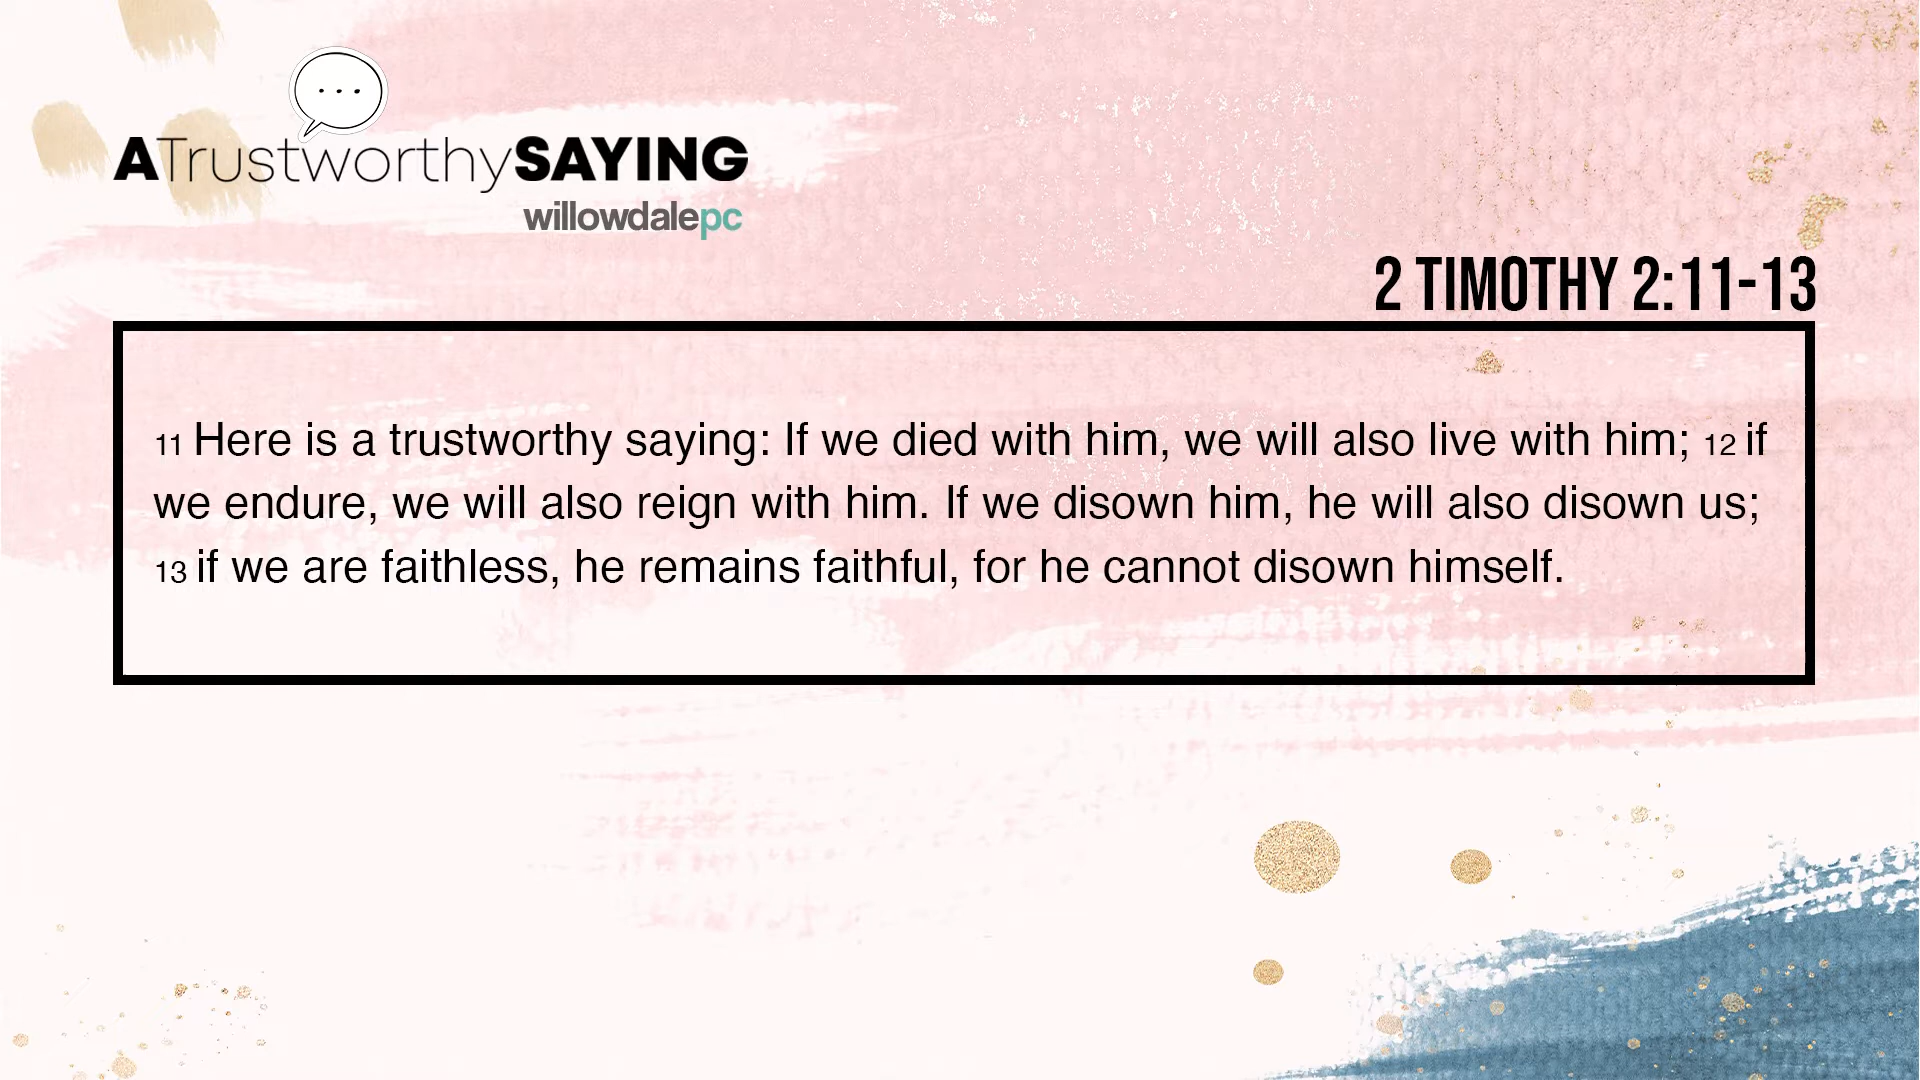 ATrustworthySAYING
willowdalepc
2 TIMOTHY 2:11-13
11 Here is a trustworthy saying: If we died with him, we will also live with him; 12 if
we endure, we will also reign with him. If we disown him, he will also disown us;
13 if we are faithless, he remains faithful, for he cannot disown himself.